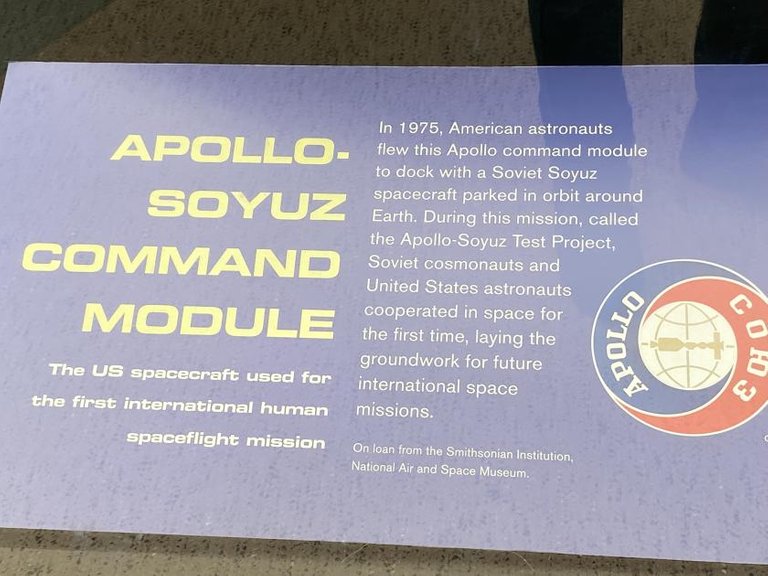 APOLLO-
SOYUZ
COMMAND
MODULE
The US spacecraft used for
the first international human
spaceflight mission
In 1975, American astronauts
flew this Apollo command module
to dock with a Soviet Soyuz
spacecraft parked in orbit around
Earth. During this mission, called
the Apollo-Soyuz Test Project,
Soviet cosmonauts and
United States astronauts
cooperated in space for
the first time, laying the
groundwork for future
international space
missions.
On loan from the Smithsonian Institution,
National Air and Space Museum.
APOLLO
СОЮЗ